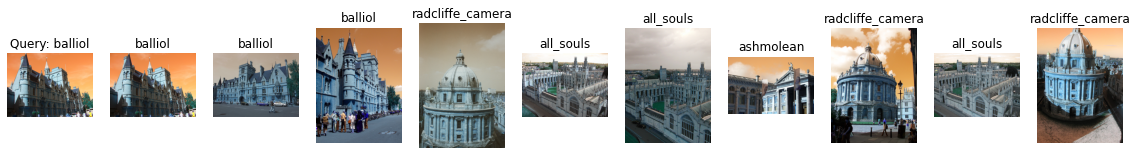 Query: balliol
balliol
balliol
balliol
radcliffe_camera
all_souls
all_souls
ashmolean
radcliffe_camera
all_souls
radcliffe_camera